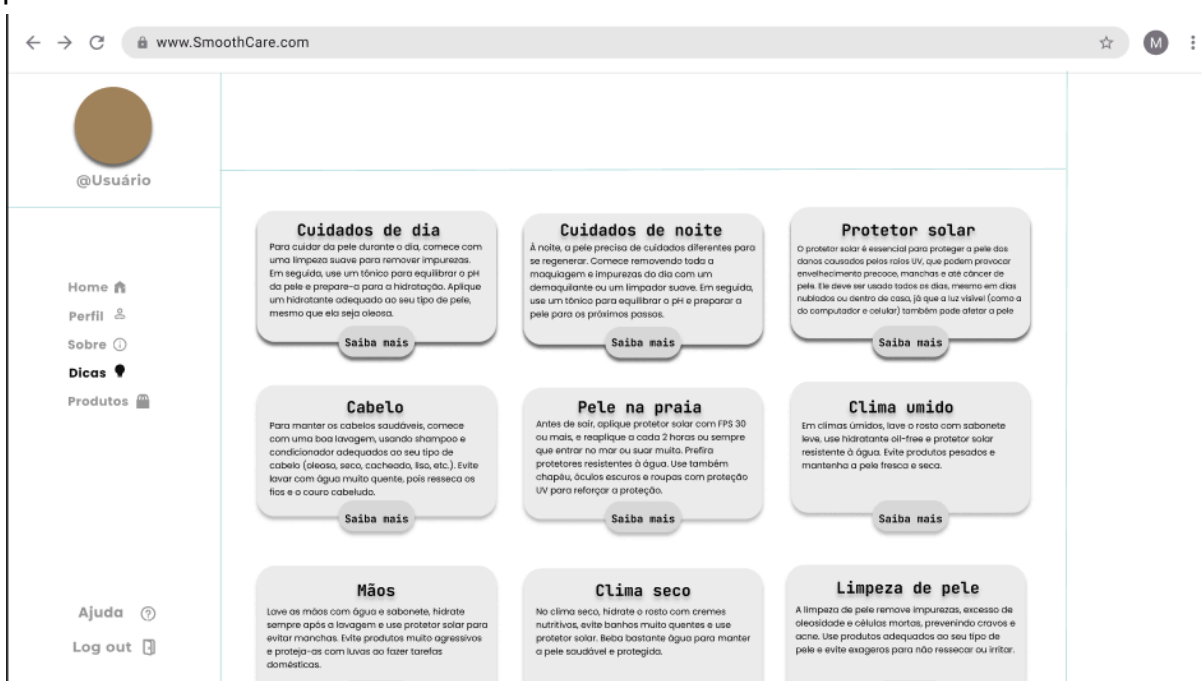 www.SmoothCare.com
M
@Usuário
Home
Perfil
Sobre
Dicas
Produtos
Ajuda
Log out
Cuidados de dia
Para cuidar da pele durante o dia, comece com
uma limpeza suave para remover impurezas.
Em seguida, use um tônico para equilibrar o pH
da pele e prepare-a para a hidratação. Aplique
um hidratante adequado ao seu tipo de pele,
mesmo que ela seja oleosa.
Saiba mais
Cuidados de noite
À noite, a pele precisa de cuidados diferentes para
se regenerar. Comece removendo toda a
maquiagem e impurezas do dia com um
demaquilante ou um limpador suave. Em seguida,
use um tônico para equilibrar o pH e preparar a
pele para os próximos passos.
Saiba mais
Protetor solar
O protetor solar é essencial para proteger a pele dos
danos causados pelos raios UV, que podem provocar
envelhecimento precoce, manchas e até câncer de
pele. Ele deve ser usado todos os dias, mesmo em dias
nublados ou dentro de casa, já que a luz visível (como a
do computador e celular) também pode afetar a pele
Saiba mais
Cabelo
Para manter os cabelos saudáveis, comece
com uma boa lavagem, usando shampoo e
condicionador adequados ao seu tipo de
cabelo (oleoso, seco, cacheado, liso, etc.). Evite
lavar com água muito quente, pois resseca os
fios e o couro cabeludo.
Saiba mais
Pele na praia
Antes de sair, aplique protetor solar com FPS 30
ou mais, e reaplique a cada 2 horas ou sempre
que entrar no mar ou suar muito. Prefira
protetores resistentes à água. Use também
chapéu, óculos escuros e roupas com proteção
UV para reforçar a proteção.
Saiba mais
Clima umido
Em climas úmidos, lave o rosto com sabonete
leve, use hidratante oil-free e protetor solar
resistente à água. Evite produtos pesados e
mantenha a pele fresca e seca.
Saiba mais
Mãos
Lave as mãos com água e sabonete, hidrate
sempre após a lavagem e use protetor solar para
evitar manchas. Evite produtos muito agressivos
e proteja-as com luvas ao fazer tarefas
domésticas.
Clima seco
No clima seco, hidrate o rosto com cremes
nutritivos, evite banhos muito quentes e use
protetor solar. Beba bastante água para manter
a pele saudável e protegida.
Limpeza de pele
A limpeza de pele remove impurezas, excesso de
oleosidade e células mortas, prevenindo cravos e
acne. Use produtos adequados ao seu tipo de
pele e evite exageros para não ressecar ou irritar.